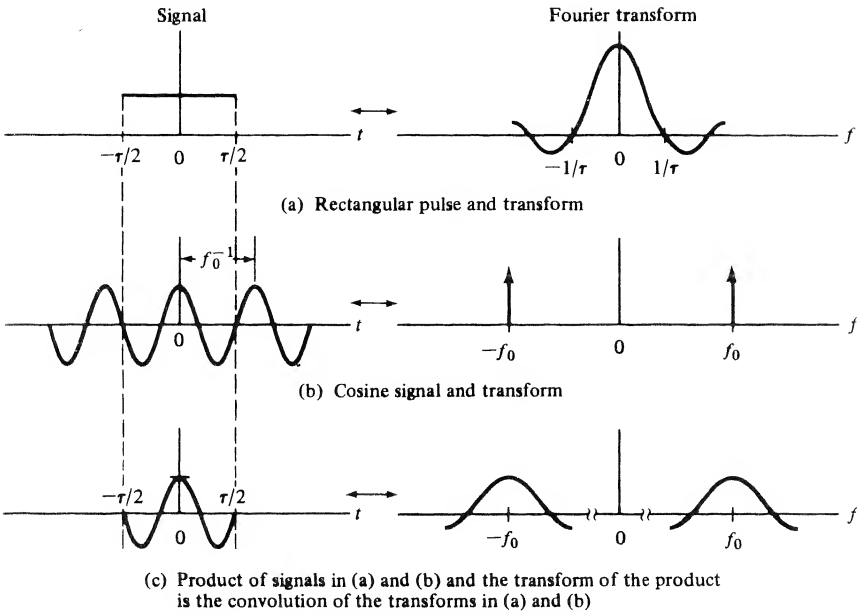 Signal Fourier transform
t f
−τ/2 0 τ/2 −1/τ 0 1/τ
(a) Rectangular pulse and transform
f₀⁻¹
t f
0 −f₀ 0 f₀
(b) Cosine signal and transform
−τ/2 τ/2
t f
0 −f₀ 0 f₀
(c) Product of signals in (a) and (b) and the transform of the product
is the convolution of the transforms in (a) and (b)